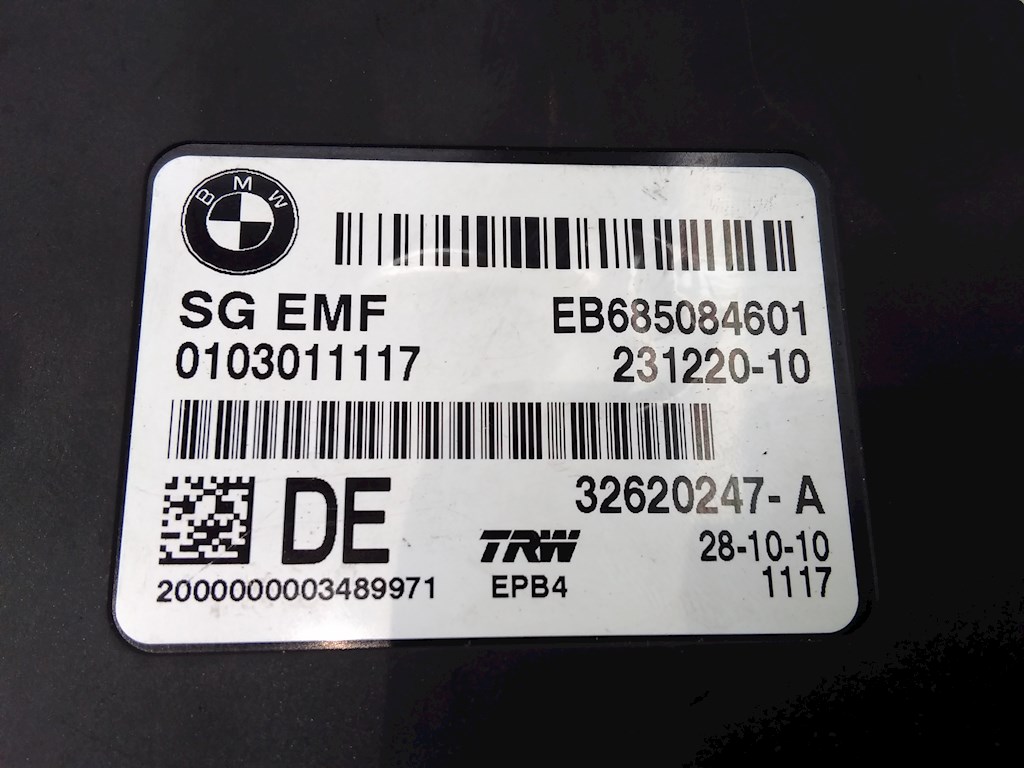 BMW
SG EMF EB685084601
0103011117 231220-10
DE 32620247-A
TRW 28-10-10
2000000003489971 EPB4 1117